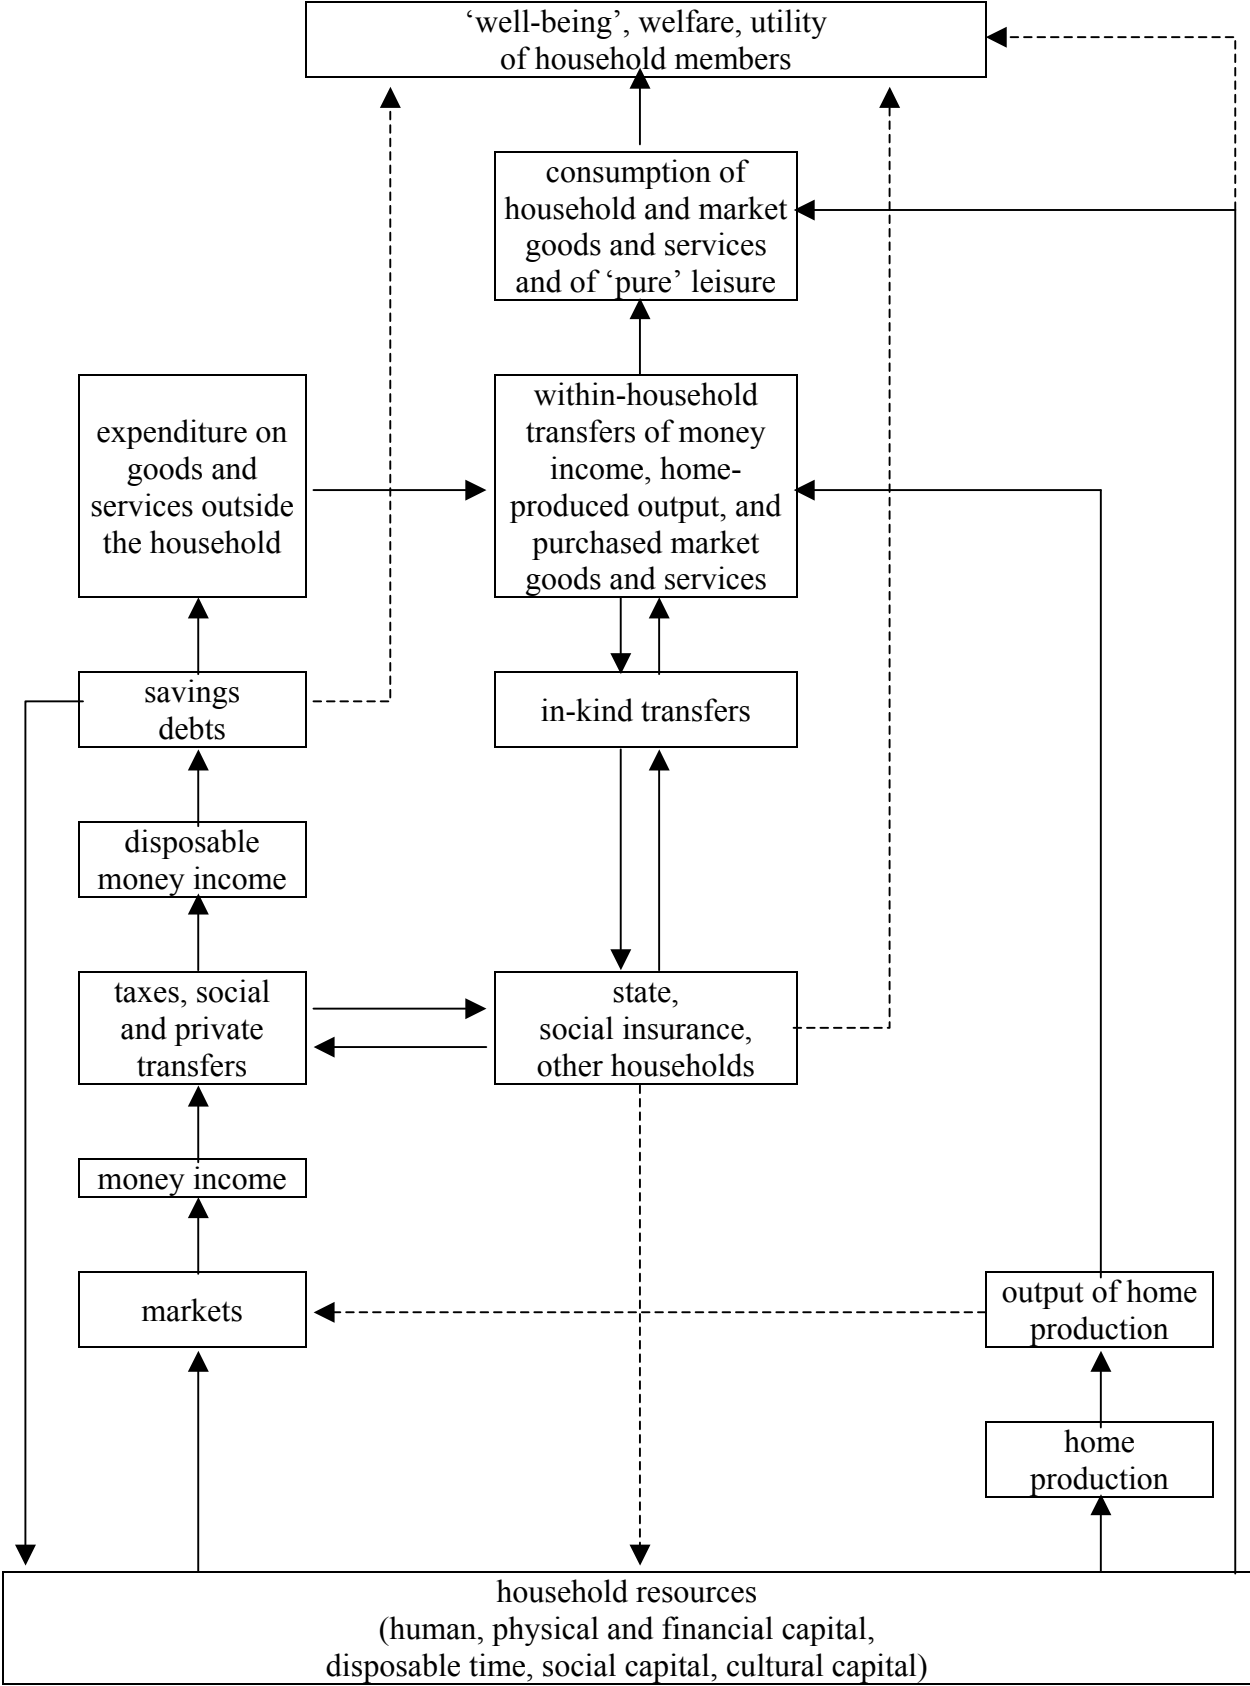 ‘well-being’, welfare, utility
of household members
consumption of
household and market
goods and services
and of ‘pure’ leisure
expenditure on
goods and
services outside
the household
within-household
transfers of money
income, home-
produced output, and
purchased market
goods and services
savings
debts
in-kind transfers
disposable
money income
taxes, social
and private
transfers
state,
social insurance,
other households
money income
markets
output of home
production
home
production
household resources
(human, physical and financial capital,
disposable time, social capital, cultural capital)